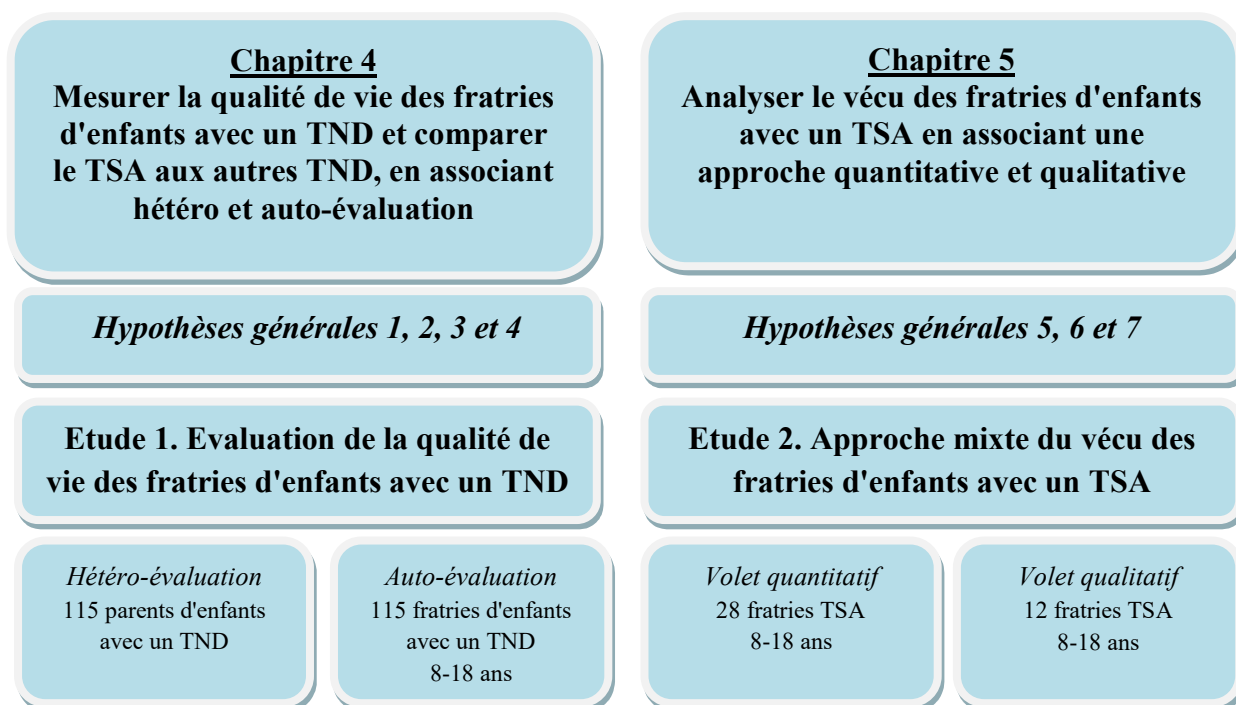 Chapitre 4
Mesurer la qualité de vie des fratries
d'enfants avec un TND et comparer
le TSA aux autres TND, en associant
hétéro et auto-évaluation
Hypothèses générales 1, 2, 3 et 4
Etude 1. Evaluation de la qualité de
vie des fratries d'enfants avec un TND
Hétéro-évaluation
115 parents d'enfants
avec un TND
Auto-évaluation
115 fratries d'enfants
avec un TND
8-18 ans
Chapitre 5
Analyser le vécu des fratries d'enfants
avec un TSA en associant une
approche quantitative et qualitative
Hypothèses générales 5, 6 et 7
Etude 2. Approche mixte du vécu des
fratries d'enfants avec un TSA
Volet quantitatif
28 fratries TSA
8-18 ans
Volet qualitatif
12 fratries TSA
8-18 ans